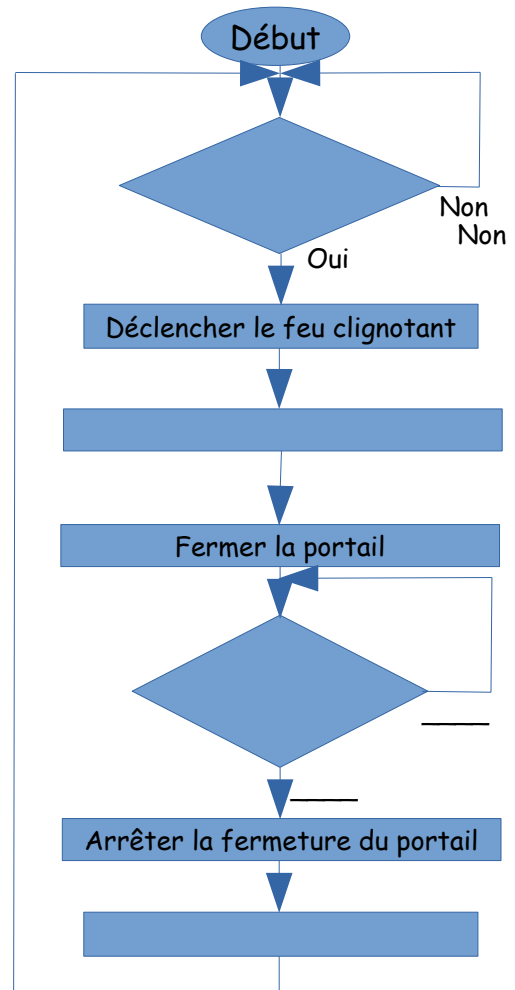 Début
Non
Non
Oui
Déclencher le feu clignotant
Fermer la portail
Arrêter la fermeture du portail